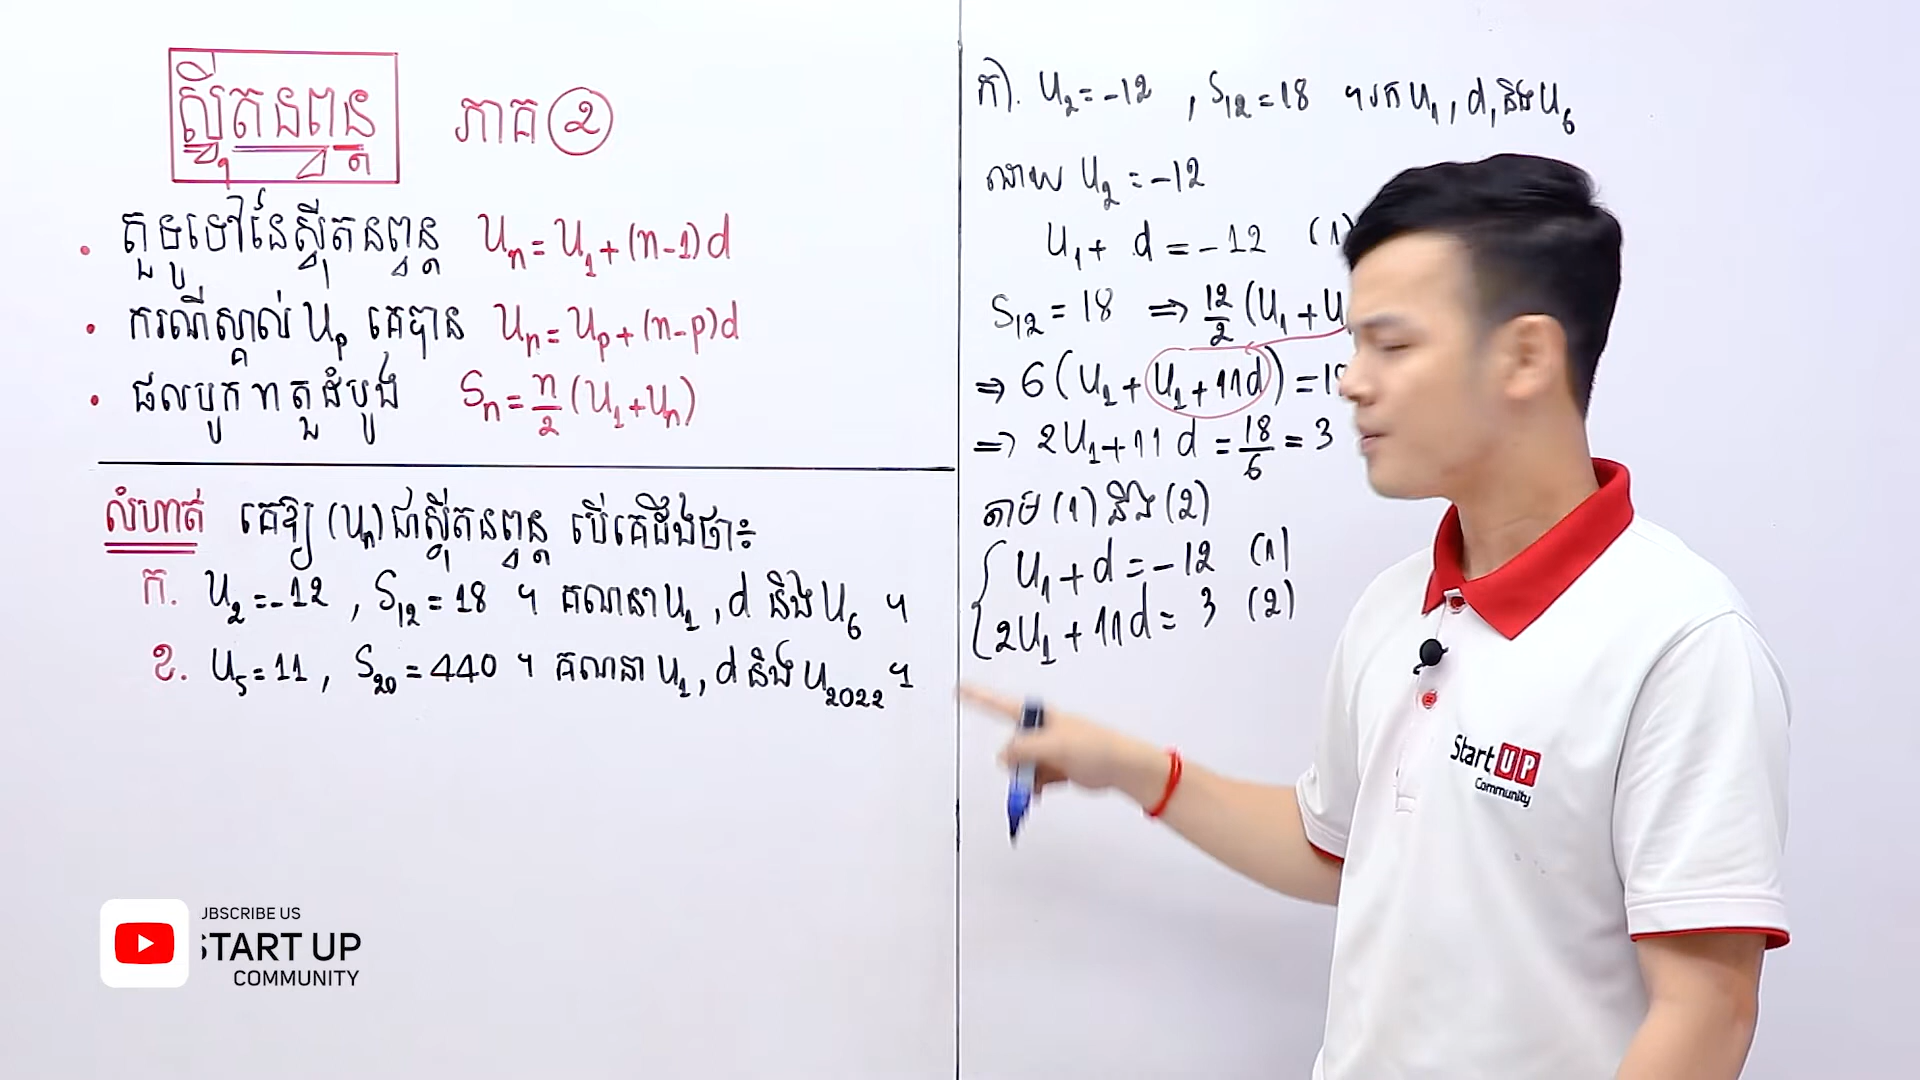 ស្វ៊ីតនព្វន្ត ភាគ ②
• តួទូទៅនៃស្វ៊ីតនព្វន្ត Uₙ = U₁ + (n-1)d
• ករណីស្គាល់ Uₚ គេបាន Uₙ = Uₚ + (n-p)d
• ផលបូក n តួដំបូង Sₙ = n/2 (U₁ + Uₙ)
លំហាត់ គេឱ្យ (Uₙ) ជាស្វ៊ីតនព្វន្ត បើគេដឹងថា៖
ក. U₂ = -12 , S₁₂ = 18 ។ គណនា U₁ , d និង U₆ ។
ខ. U₅ = 11 , S₂₀ = 440 ។ គណនា U₁ , d និង U₂₀₂₂ ។
ក). U₂ = -12 , S₁₂ = 18 ។ រក U₁ , d, និង U₆
ដោយ U₂ = -12
U₁ + d = -12 (1)
S₁₂ = 18 ⇒ 12/2 (U₁ + U
⇒ 6 (U₁ + U₁ + 11d) = 18
⇒ 2U₁ + 11d = 18/6 = 3
តាម (1) និង (2)
U₁ + d = -12 (1)
2U₁ + 11d = 3 (2)
StartUP
Community
UBSCRIBE US
START UP
COMMUNITY